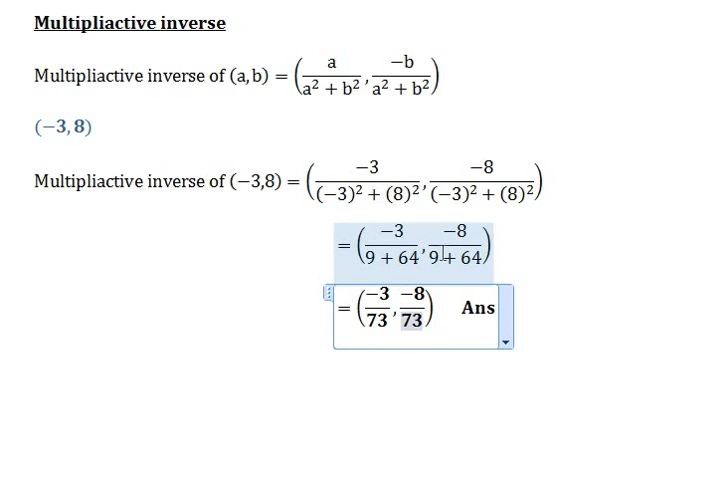 Multipliactive inverse
Multipliactive inverse of (a,b) = (a/(a² + b²), −b/(a² + b²))
(−3,8)
Multipliactive inverse of (−3,8) = (−3/((−3)² + (8)²), −8/((−3)² + (8)²))
= (−3/(9 + 64), −8/(9 + 64))
= (−3/73, −8/73) Ans